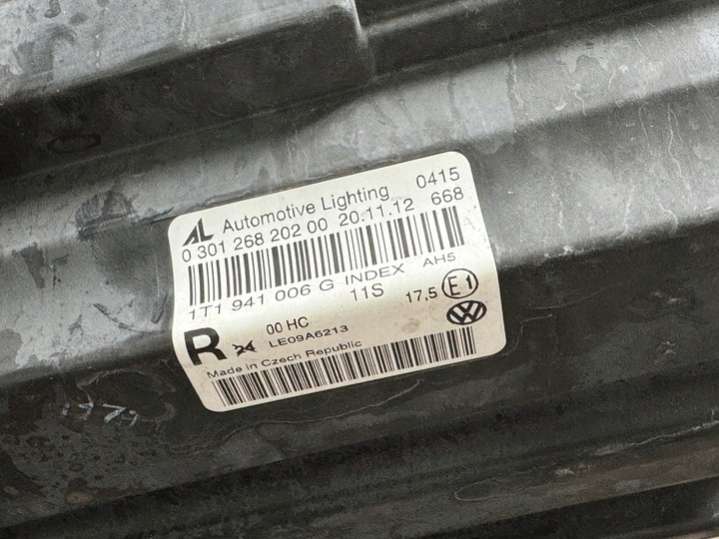 AL Automotive Lighting 0415
0 301 268 202 00 20.11.12 668
1T1 941 006 G INDEX AH5
11S 17,5 E1
R 00 HC
LE09A6213
Made in Czech Republic